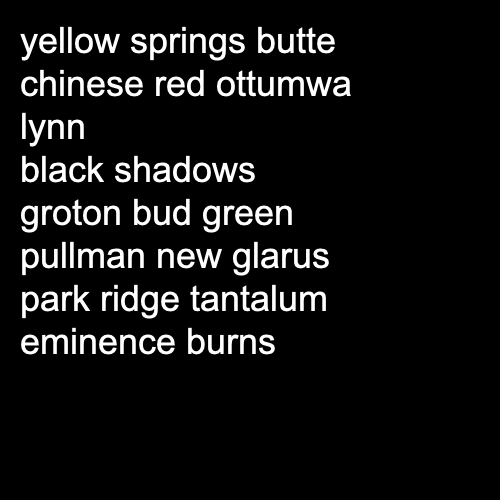 yellow springs butte
chinese red ottumwa
lynn
black shadows
groton bud green
pullman new glarus
park ridge tantalum
eminence burns